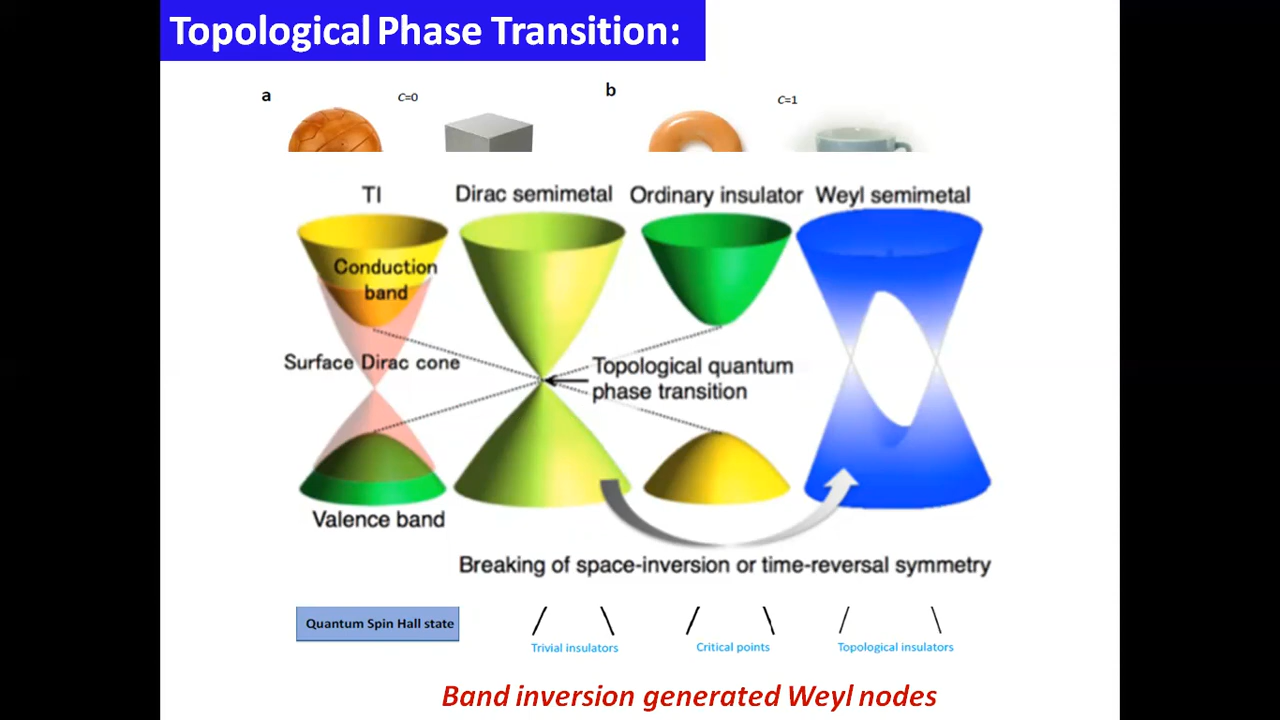 Topological Phase Transition:
a
C=0
b
C=1
TI
Dirac semimetal
Ordinary insulator
Weyl semimetal
Conduction
band
Surface Dirac cone
Topological quantum
phase transition
Valence band
Breaking of space-inversion or time-reversal symmetry
Quantum Spin Hall state
Trivial insulators
Critical points
Topological insulators
Band inversion generated Weyl nodes